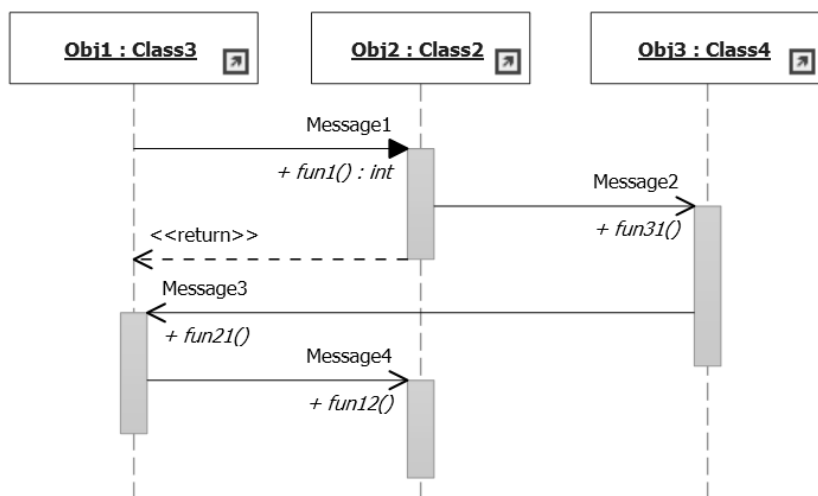 Obj1 : Class3
Obj2 : Class2
Obj3 : Class4
Message1
+ fun1() : int
Message2
+ fun31()
<<return>>
Message3
+ fun21()
Message4
+ fun12()